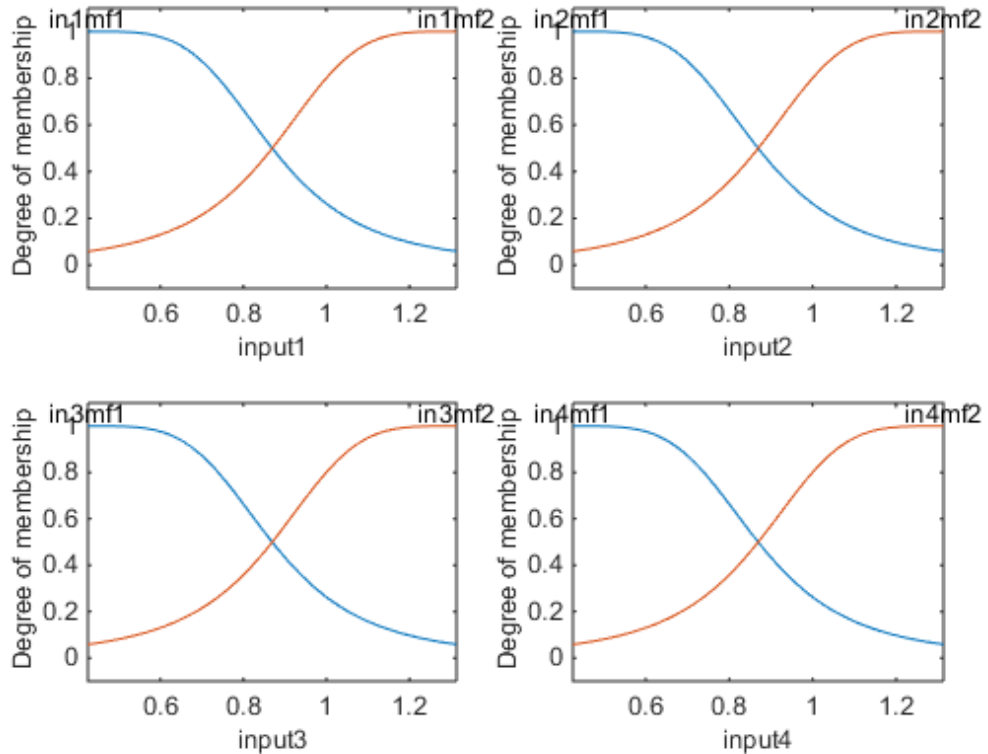 in1mf1 in1mf2
Degree of membership
1
0.8
0.6
0.4
0.2
0
0.6 0.8 1 1.2
input1
in2mf1 in2mf2
Degree of membership
1
0.8
0.6
0.4
0.2
0
0.6 0.8 1 1.2
input2
in3mf1 in3mf2
Degree of membership
1
0.8
0.6
0.4
0.2
0
0.6 0.8 1 1.2
input3
in4mf1 in4mf2
Degree of membership
1
0.8
0.6
0.4
0.2
0
0.6 0.8 1 1.2
input4